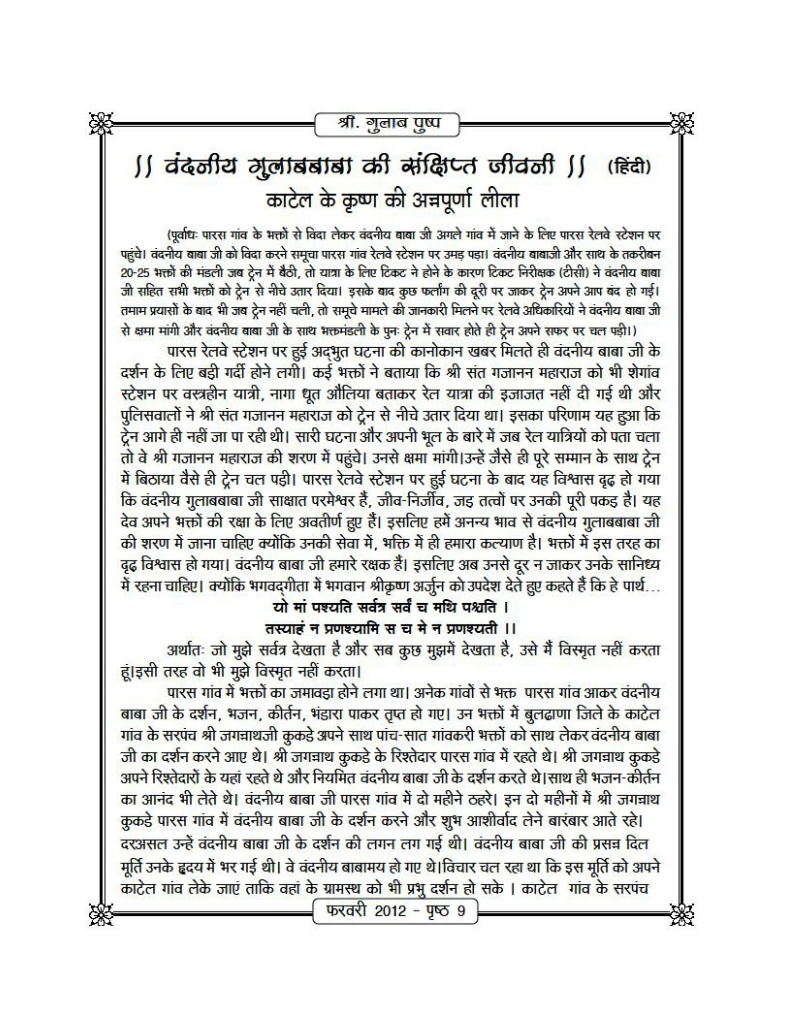 श्री. गुलाब पुष्प
।। वंदनीय गुलाबबाबा की संक्षिप्त जीवनी ।। (हिंदी)
काटेल के कृष्ण की अन्नपूर्णा लीला
(पूर्वाधः पारस गांव के भक्तों से विदा लेकर वंदनीय बाबा जी अगले गांव में जाने के लिए पारस रेलवे स्टेशन पर
पहुंचे। वंदनीय बाबा जी को विदा करने समूचा पारस गांव रेलवे स्टेशन पर उमड़ पड़ा। वंदनीय बाबाजी और साथ के तकरीबन
20-25 भक्तों की मंडली जब ट्रेन में बैठी, तो यात्रा के लिए टिकट न होने के कारण टिकट निरीक्षक (टीसी) ने वंदनीय बाबा
जी सहित सभी भक्तों को ट्रेन से नीचे उतार दिया। इसके बाद कुछ फर्लांग की दूरी पर जाकर ट्रेन अपने आप बंद हो गई।
तमाम प्रयासों के बाद भी जब ट्रेन नहीं चली, तो समूचे मामले की जानकारी मिलने पर रेलवे अधिकारियों ने वंदनीय बाबा जी
से क्षमा मांगी और वंदनीय बाबा जी के साथ भक्तमंडली के पुनः ट्रेन में सवार होते ही ट्रेन अपने सफर पर चल पड़ी।)
पारस रेलवे स्टेशन पर हुई अद्भुत घटना की कानोकान खबर मिलते ही वंदनीय बाबा जी के
दर्शन के लिए बड़ी गर्दी होने लगी। कई भक्तों ने बताया कि श्री संत गजानन महाराज को भी शेगांव
स्टेशन पर वस्त्रहीन यात्री, नागा धूत औलिया बताकर रेल यात्रा की इजाजत नहीं दी गई थी और
पुलिसवालों ने श्री संत गजानन महाराज को ट्रेन से नीचे उतार दिया था। इसका परिणाम यह हुआ कि
ट्रेन आगे ही नहीं जा पा रही थी। सारी घटना और अपनी भूल के बारे में जब रेल यात्रियों को पता चला
तो वे श्री गजानन महाराज की शरण में पहुंचे। उनसे क्षमा मांगी।उन्हें जैसे ही पूरे सम्मान के साथ ट्रेन
में बिठाया वैसे ही ट्रेन चल पड़ी। पारस रेलवे स्टेशन पर हुई घटना के बाद यह विश्वास दृढ़ हो गया
कि वंदनीय गुलाबबाबा जी साक्षात परमेश्वर हैं, जीव-निर्जीव, जड़ तत्वों पर उनकी पूरी पकड़ है। यह
देव अपने भक्तों की रक्षा के लिए अवतीर्ण हुए हैं। इसलिए हमें अनन्य भाव से वंदनीय गुलाबबाबा जी
की शरण में जाना चाहिए क्योंकि उनकी सेवा में, भक्ति में ही हमारा कल्याण है। भक्तों में इस तरह का
दृढ़ विश्वास हो गया। वंदनीय बाबा जी हमारे रक्षक हैं। इसलिए अब उनसे दूर न जाकर उनके सानिध्य
में रहना चाहिए। क्योंकि भगवद्गीता में भगवान श्रीकृष्ण अर्जुन को उपदेश देते हुए कहते हैं कि हे पार्थ...
यो मां पश्यति सर्वत्र सर्वं च मथि पश्चति ।
तस्याहं न प्रणश्यामि स च मे न प्रणश्यती ।।
अर्थातः जो मुझे सर्वत्र देखता है और सब कुछ मुझमें देखता है, उसे मैं विस्मृत नहीं करता
हूं।इसी तरह वो भी मुझे विस्मृत नहीं करता।
पारस गांव में भक्तों का जमावड़ा होने लगा था। अनेक गांवों से भक्त पारस गांव आकर वंदनीय
बाबा जी के दर्शन, भजन, कीर्तन, भंडारा पाकर तृप्त हो गए। उन भक्तों में बुलढाणा जिले के काटेल
गांव के सरपंच श्री जगन्नाथजी कुकडे अपने साथ पांच-सात गांवकरी भक्तों को साथ लेकर वंदनीय बाबा
जी का दर्शन करने आए थे। श्री जगन्नाथ कुकडे के रिश्तेदार पारस गांव में रहते थे। श्री जगन्नाथ कुकडे
अपने रिश्तेदारों के यहां रहते थे और नियमित वंदनीय बाबा जी के दर्शन करते थे।साथ ही भजन-कीर्तन
का आनंद भी लेते थे। वंदनीय बाबा जी पारस गांव में दो महीने ठहरे। इन दो महीनों में श्री जगन्नाथ
कुकडे पारस गांव में वंदनीय बाबा जी के दर्शन करने और शुभ आशीर्वाद लेने बारंबार आते रहे।
दरअसल उन्हें वंदनीय बाबा जी के दर्शन की लगन लग गई थी। वंदनीय बाबा जी की प्रसन्न दिल
मूर्ति उनके हृदय में भर गई थी। वे वंदनीय बाबामय हो गए थे।विचार चल रहा था कि इस मूर्ति को अपने
काटेल गांव लेके जाएं ताकि वहां के ग्रामस्थ को भी प्रभु दर्शन हो सके । काटेल गांव के सरपंच
फरवरी 2012 - पृष्ठ 9